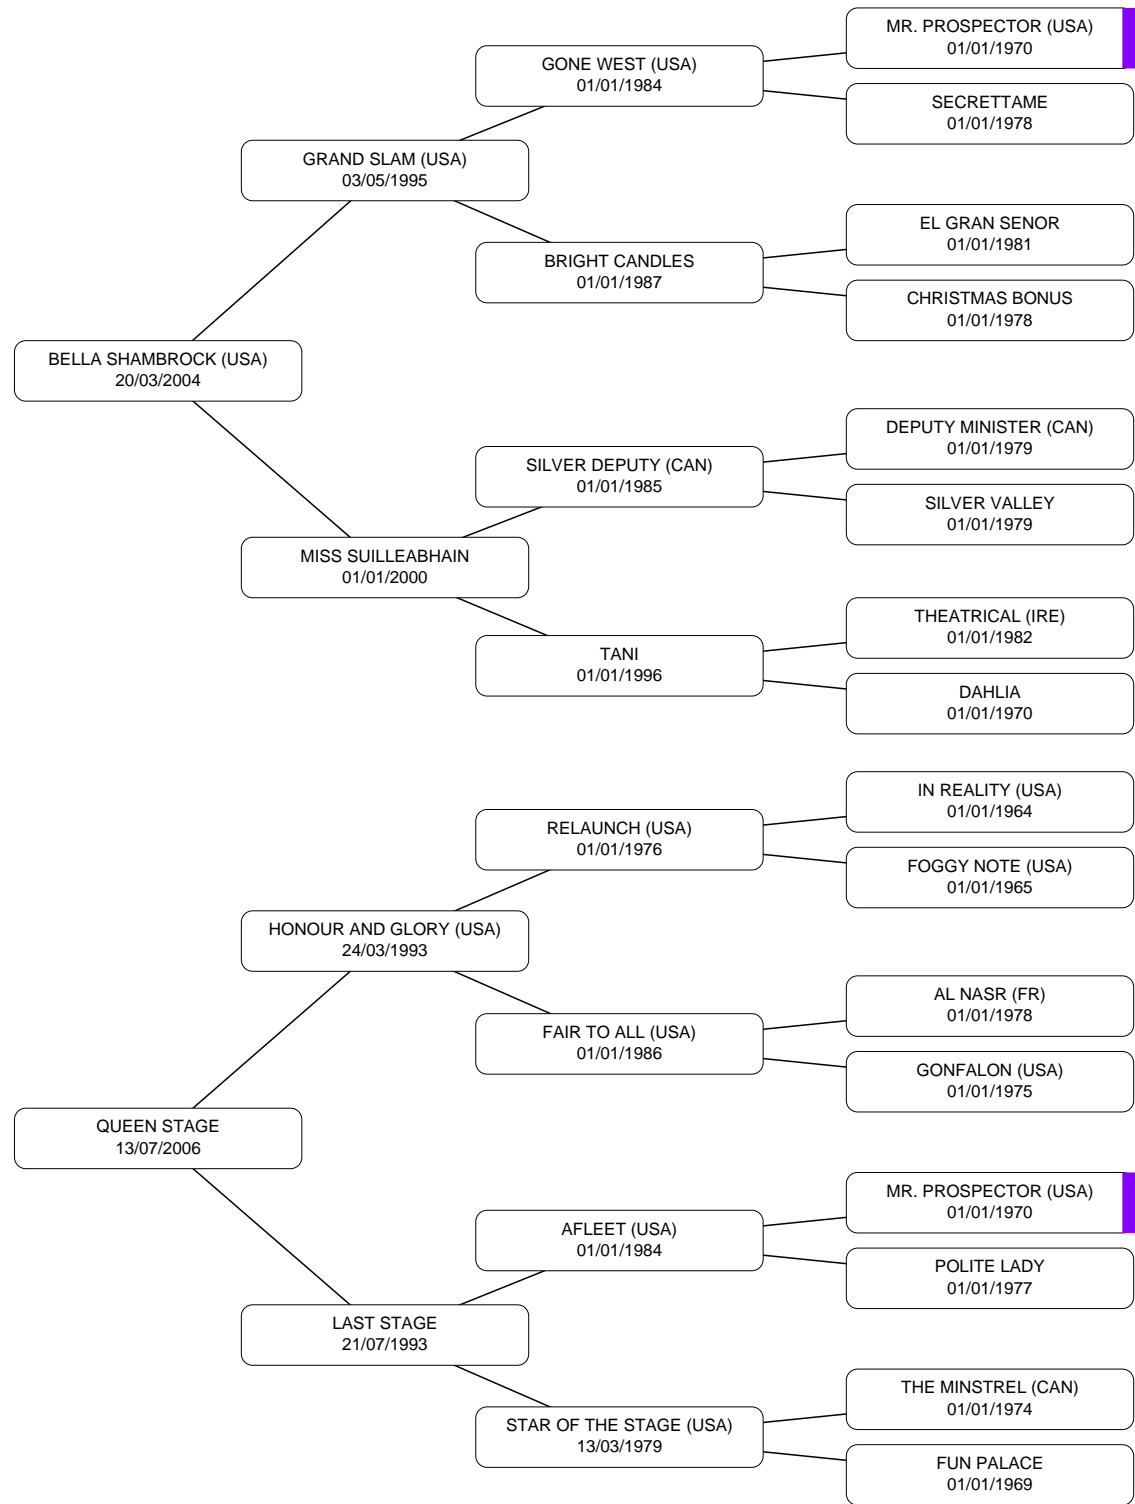 MR. PROSPECTOR (USA)
01/01/1970
GONE WEST (USA)
01/01/1984
SECRETTAME
01/01/1978
GRAND SLAM (USA)
03/05/1995
EL GRAN SENOR
01/01/1981
BRIGHT CANDLES
01/01/1987
CHRISTMAS BONUS
01/01/1978
BELLA SHAMBROCK (USA)
20/03/2004
DEPUTY MINISTER (CAN)
01/01/1979
SILVER DEPUTY (CAN)
01/01/1985
SILVER VALLEY
01/01/1979
MISS SUILLEABHAIN
01/01/2000
THEATRICAL (IRE)
01/01/1982
TANI
01/01/1996
DAHLIA
01/01/1970
IN REALITY (USA)
01/01/1964
RELAUNCH (USA)
01/01/1976
FOGGY NOTE (USA)
01/01/1965
HONOUR AND GLORY (USA)
24/03/1993
AL NASR (FR)
01/01/1978
FAIR TO ALL (USA)
01/01/1986
GONFALON (USA)
01/01/1975
QUEEN STAGE
13/07/2006
MR. PROSPECTOR (USA)
01/01/1970
AFLEET (USA)
01/01/1984
POLITE LADY
01/01/1977
LAST STAGE
21/07/1993
THE MINSTREL (CAN)
01/01/1974
STAR OF THE STAGE (USA)
13/03/1979
FUN PALACE
01/01/1969